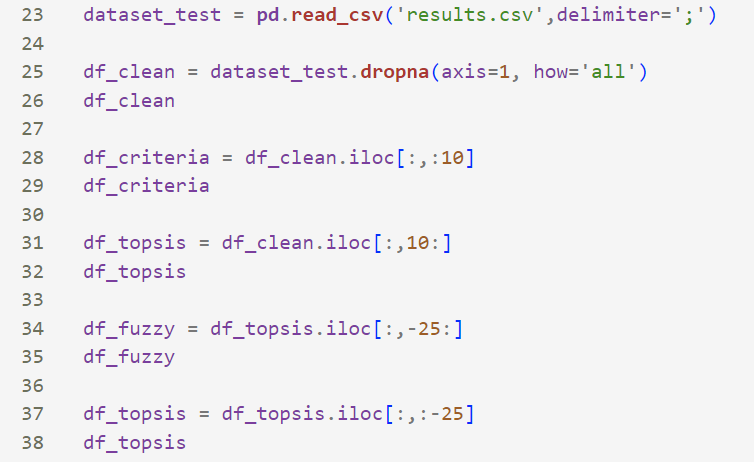 23 dataset_test = pd.read_csv('results.csv',delimiter=';')
24
25 df_clean = dataset_test.dropna(axis=1, how='all')
26 df_clean
27
28 df_criteria = df_clean.iloc[:,:10]
29 df_criteria
30
31 df_topsis = df_clean.iloc[:,10:]
32 df_topsis
33
34 df_fuzzy = df_topsis.iloc[:,-25:]
35 df_fuzzy
36
37 df_topsis = df_topsis.iloc[:,:-25]
38 df_topsis